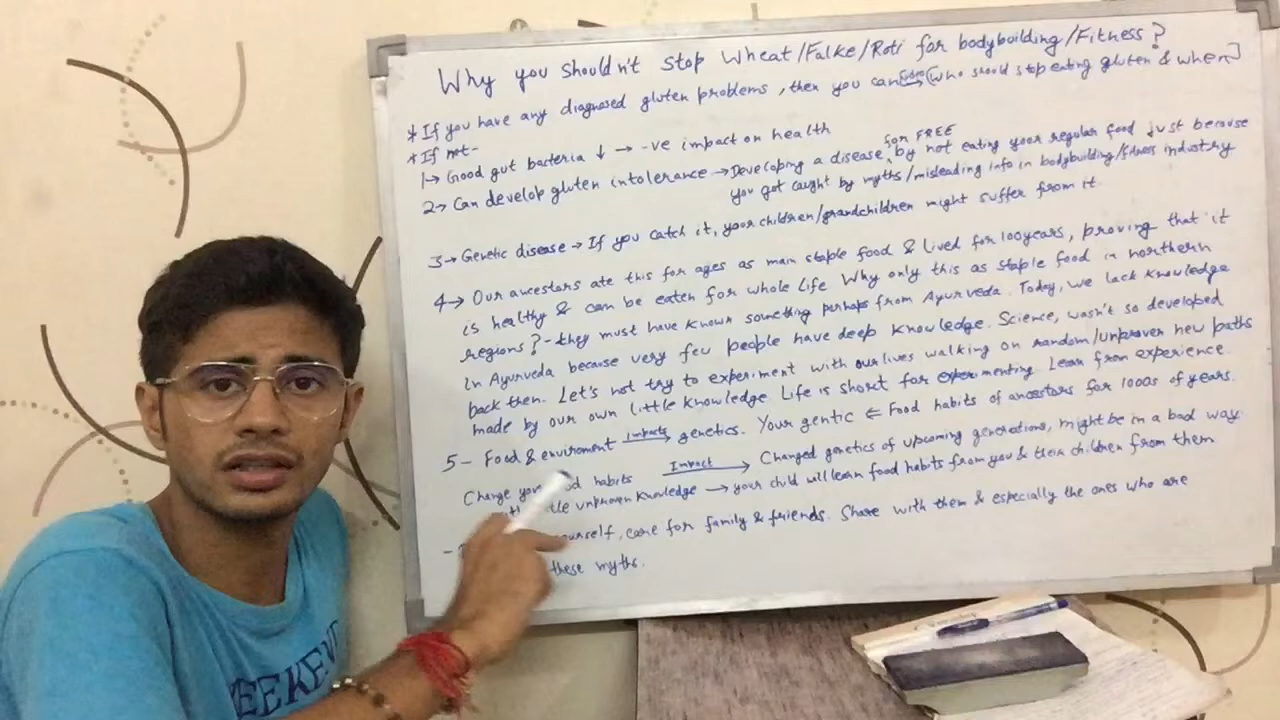 Why you shouldn't stop Wheat/Falke/Roti for bodybuilding/Fitness?
* If you have any diagnosed gluten problems, then you can (Video) → [Who should stop eating gluten & when?]
* If not-
1→ Good gut bacteria ↓ → -ve impact on health
2→ Can develop gluten intolerance → Developing a disease, for FREE by not eating your regular food just because
you got caught by myths/misleading info in bodybuilding/fitness industry
3→ Genetic disease → If you catch it, your children/grandchildren might suffer from it.
4→ Our ancestors ate this for ages as main staple food & lived for 100years, proving that it
is healthy & can be eaten for whole life Why only this as staple food in northern
regions? - they must have known something perhaps from Ayurveda. Today, we lack knowledge
in Ayurveda because very few people have deep knowledge. Science, wasn't so developed
back then. Let's not try to experiment with our lives walking on random/unproven new paths
made by our own little knowledge. Life is short for experimenting. Learn from experience.
5- Food & enviroment impacts → genetics. Your gentic ⇐ Food habits of ancestors for 1000s of years.
Change your food habits Impact → Changed genetics of upcoming generations, might be in a bad way.
unknown knowledge → your child will learn food habits from you & their children from them
- yourself, care for family & friends. Share with them & especially the ones who are
these myths.
WEEKEN